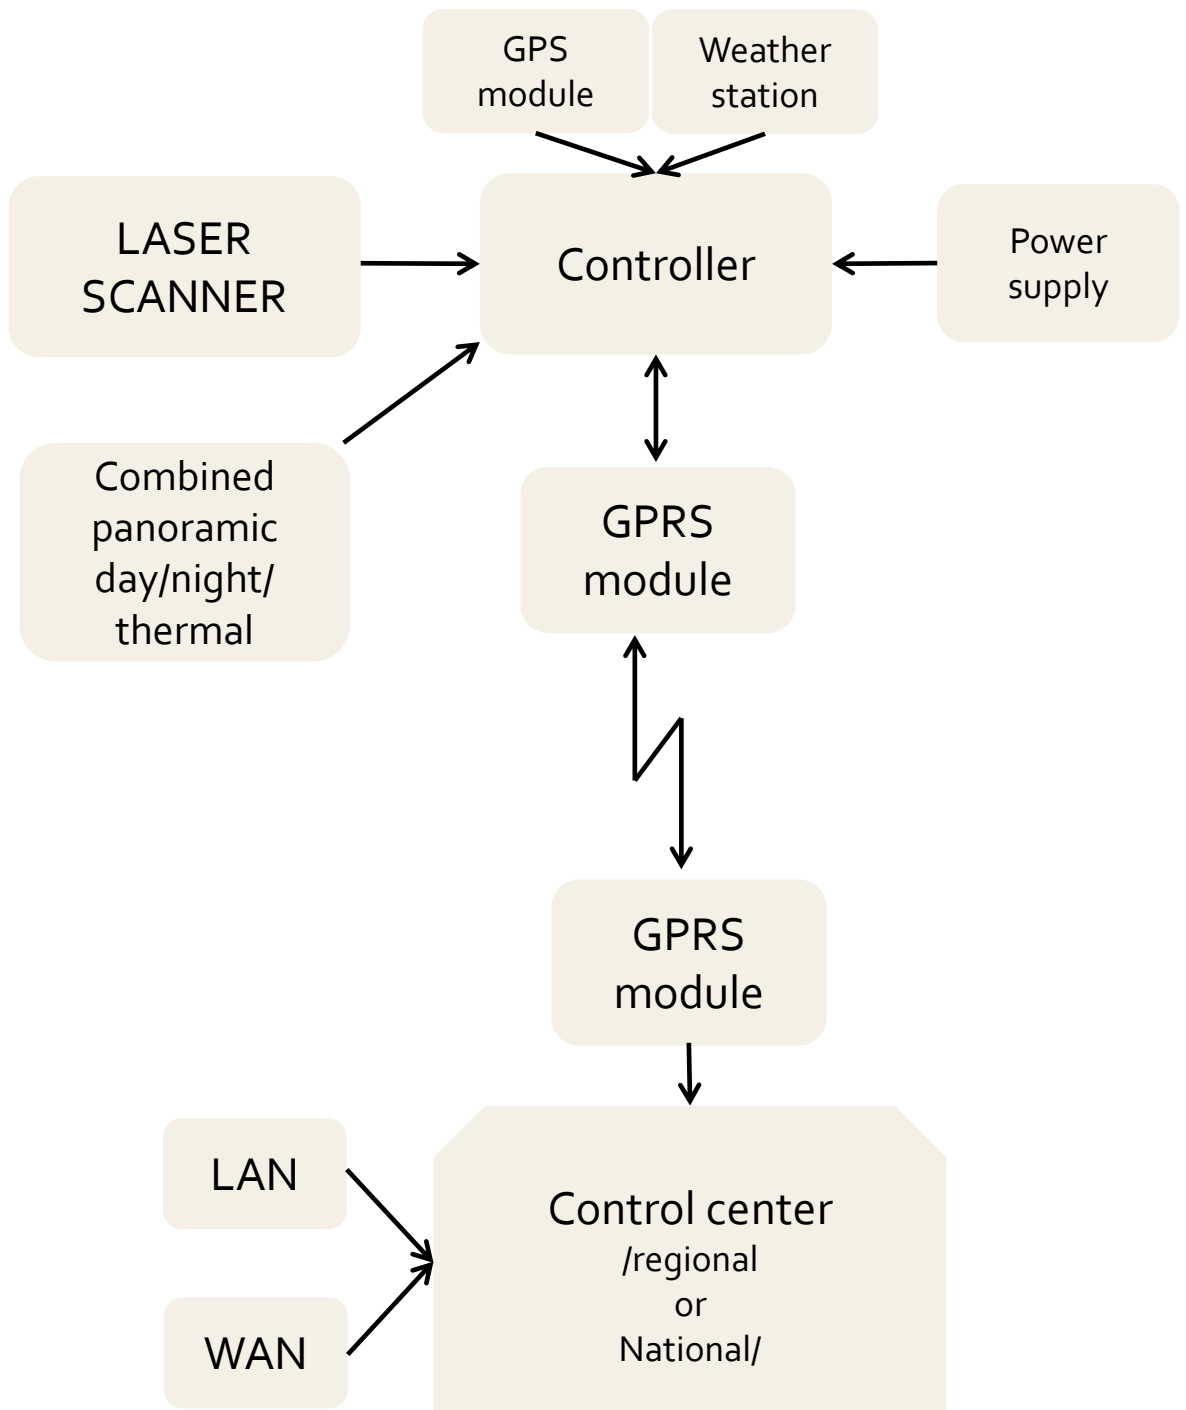 GPS
module
Weather
station
LASER
SCANNER
Controller
Power
supply
Combined
panoramic
day/night/
thermal
GPRS
module
GPRS
module
LAN
WAN
Control center
/regional
or
National/